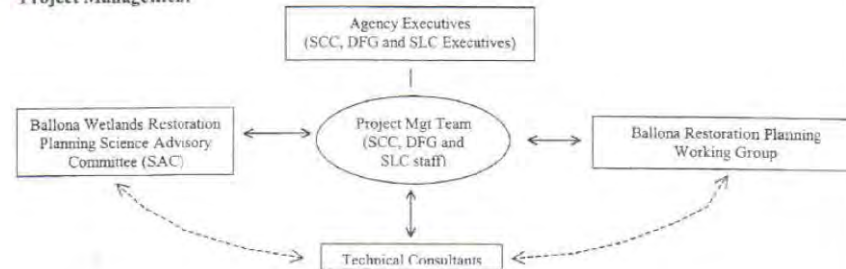 Project Management
Agency Executives
(SCC, DFG and SLC Executives)
Ballona Wetlands Restoration
Planning Science Advisory
Committee (SAC)
Project Mgt Team
(SCC, DFG and
SLC staff)
Ballona Restoration Planning
Working Group
Technical Consultants